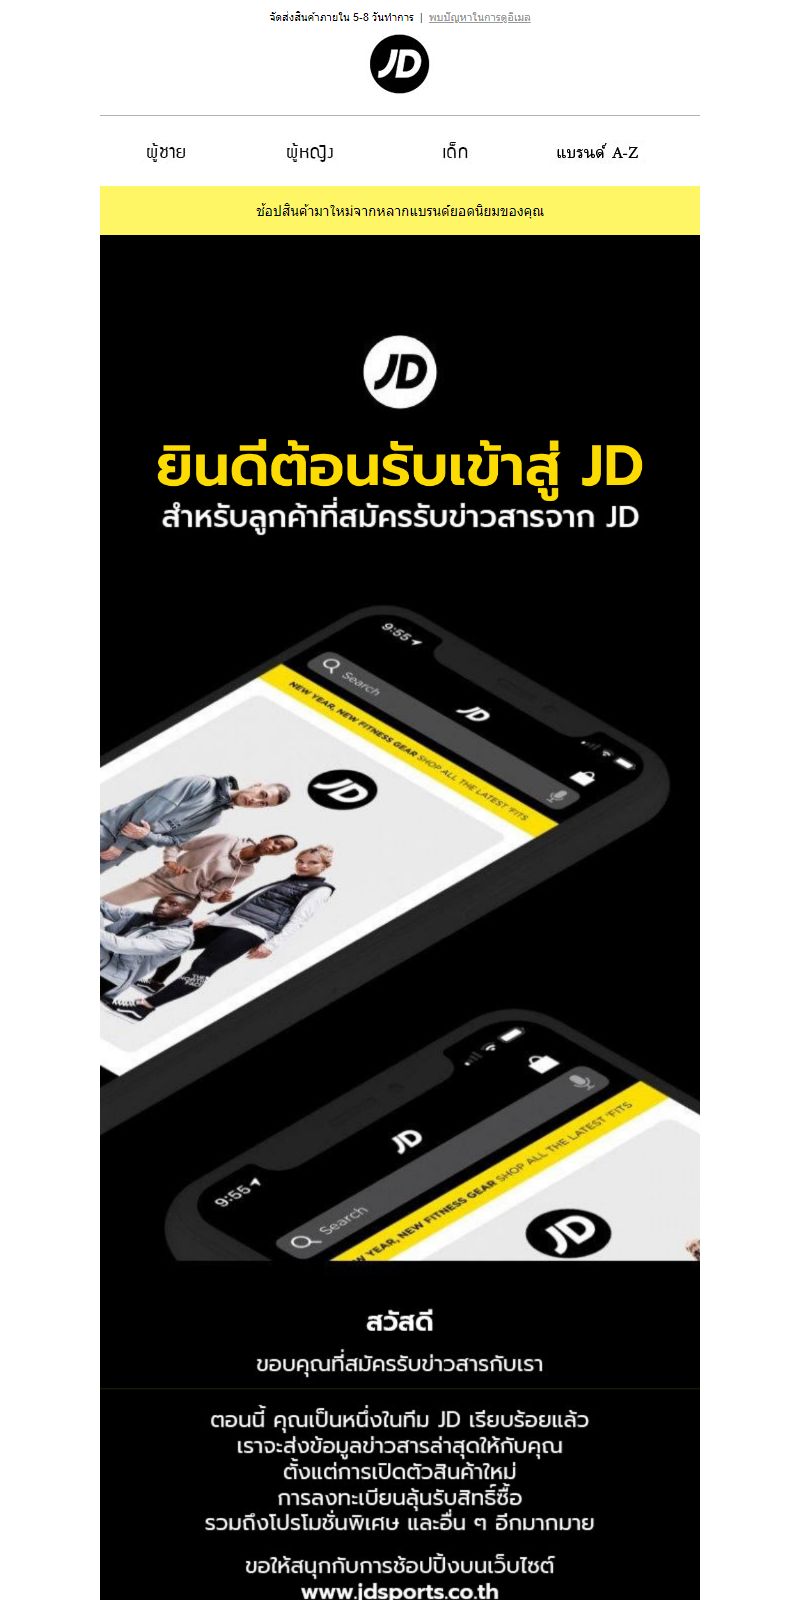 จัดส่งสินค้าภายใน 5-8 วันทำการ | พบปัญหาในการดูอีเมล
JD
ผู้ชาย ผู้หญิง เด็ก แบรนด์ A-Z
ช้อปสินค้ามาใหม่จากหลากแบรนด์ยอดนิยมของคุณ
JD
ยินดีต้อนรับเข้าสู่ JD
สำหรับลูกค้าที่สมัครรับข่าวสารจาก JD
9:55
Search
JD
NEW YEAR, NEW FITNESS GEAR SHOP ALL THE LATEST 'FITS
JD
THE NORTH FACE
9:55
JD
Search
YEAR, NEW FITNESS GEAR SHOP ALL THE LATEST 'FITS
JD
สวัสดี
ขอบคุณที่สมัครรับข่าวสารกับเรา
ตอนนี้ คุณเป็นหนึ่งในทีม JD เรียบร้อยแล้ว
เราจะส่งข้อมูลข่าวสารล่าสุดให้กับคุณ
ตั้งแต่การเปิดตัวสินค้าใหม่
การลงทะเบียนลุ้นรับสิทธิ์ซื้อ
รวมถึงโปรโมชั่นพิเศษ และอื่น ๆ อีกมากมาย
ขอให้สนุกกับการช้อปปิ้งบนเว็บไซต์
www.jdsports.co.th